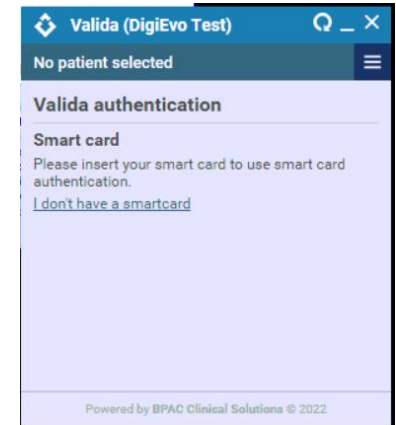 Valida (DigiEvo Test)
No patient selected
Valida authentication
Smart card
Please insert your smart card to use smart card
authentication.
I don't have a smartcard
Powered by BPAC Clinical Solutions © 2022